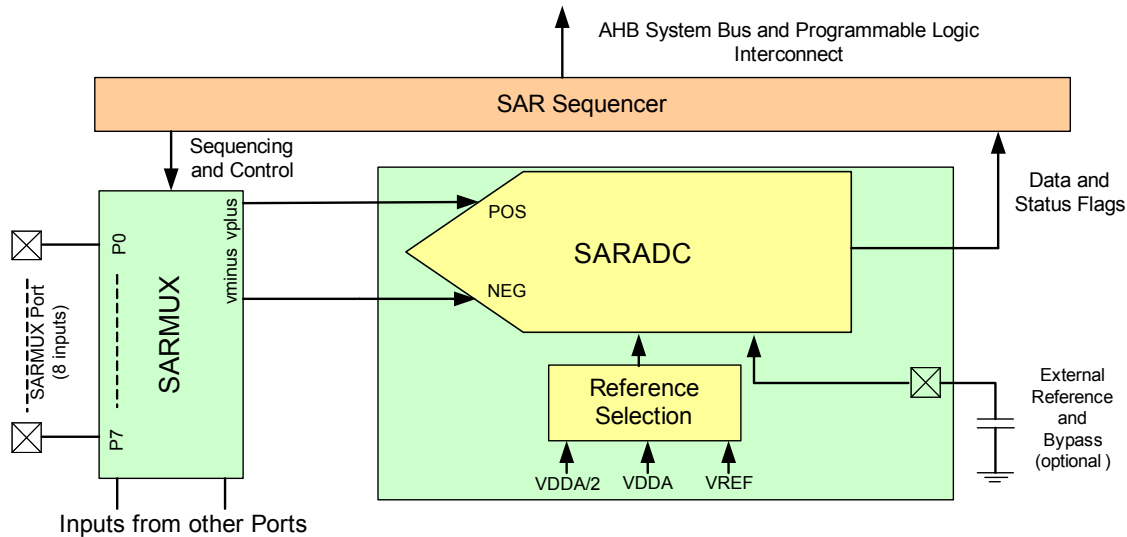 AHB System Bus and Programmable Logic
Interconnect
SAR Sequencer
Sequencing
and Control
Data and
Status Flags
vminus vplus
POS
P0
SARADC
SARMUX
SARMUX Port
(8 inputs)
NEG
P7
Reference
Selection
External
Reference
and
Bypass
(optional )
VDDA/2
VDDA
VREF
Inputs from other Ports